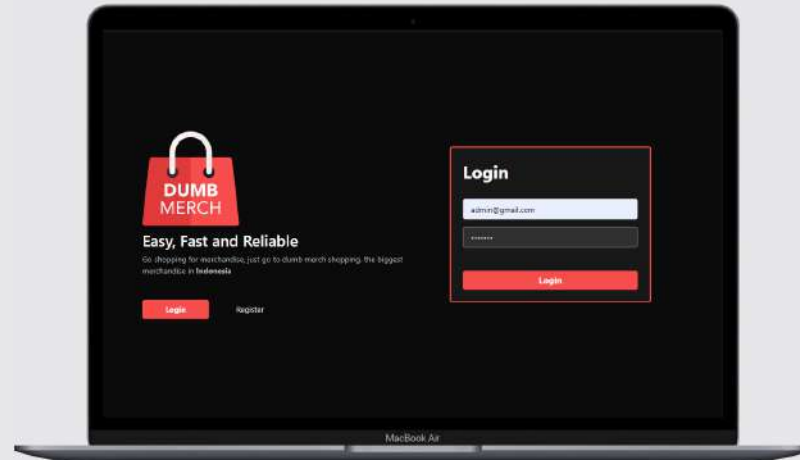 DUMB
MERCH
Easy, Fast and Reliable
Go shopping for merchandise, just go to dumb merch shopping. the biggest
merchandise in Indonesia
Login
Register
Login
admin@gmail.com
•••••••
Login
MacBook Air